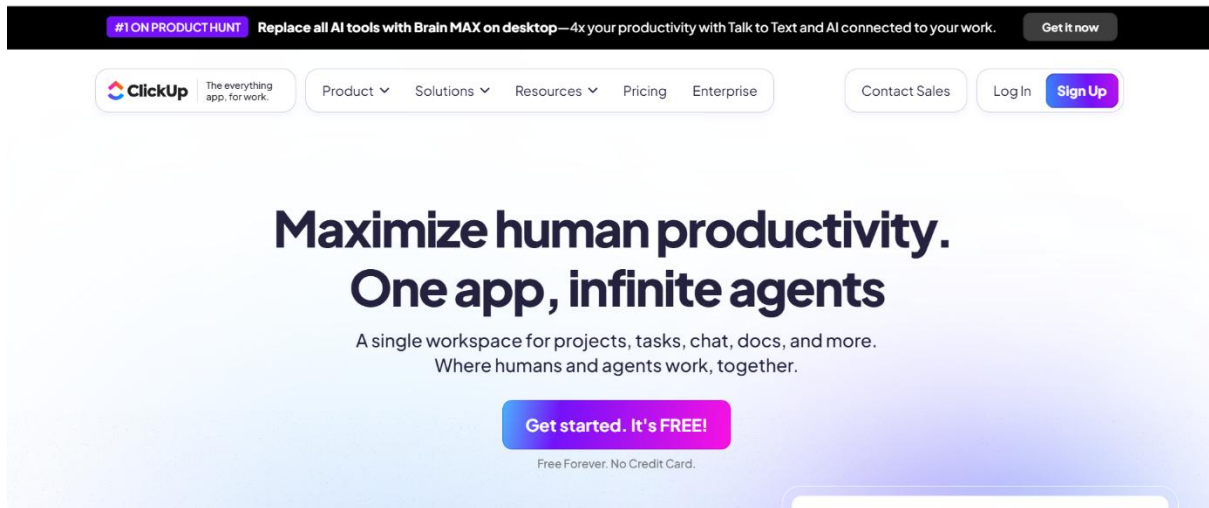 #1 ON PRODUCT HUNT Replace all AI tools with Brain MAX on desktop—4x your productivity with Talk to Text and AI connected to your work. Get it now
ClickUp The everything app, for work. Product Solutions Resources Pricing Enterprise Contact Sales Log In Sign Up
Maximize human productivity.
One app, infinite agents
A single workspace for projects, tasks, chat, docs, and more.
Where humans and agents work, together.
Get started. It's FREE!
Free Forever. No Credit Card.